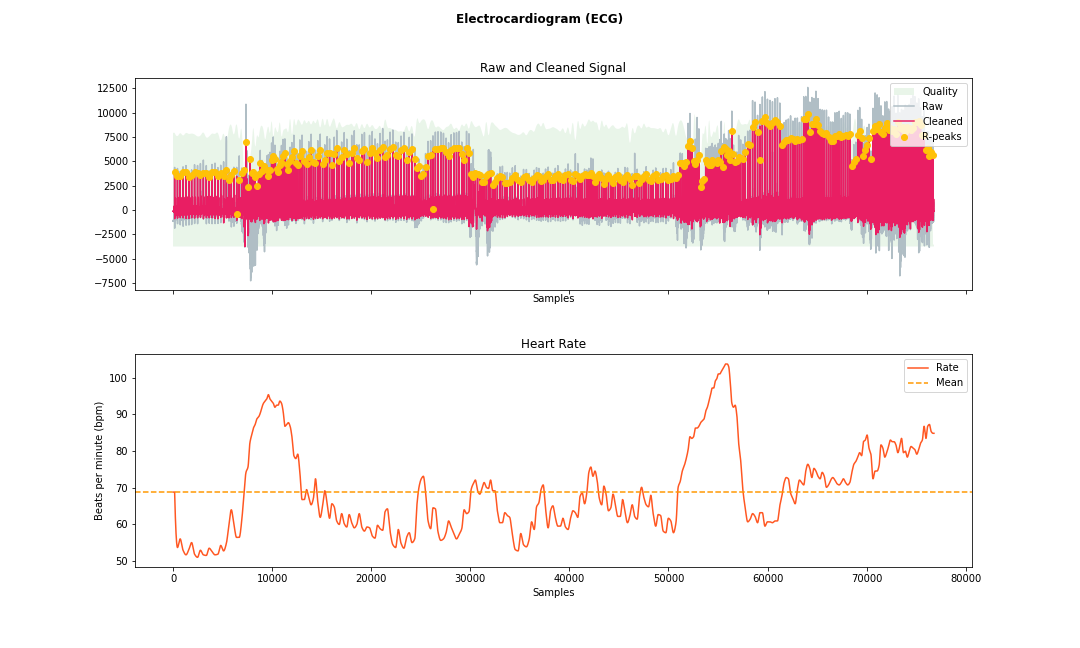 Electrocardiogram (ECG)
Raw and Cleaned Signal
12500
10000
7500
5000
2500
0
−2500
−5000
−7500
Quality
Raw
Cleaned
R-peaks
Samples
Heart Rate
Beats per minute (bpm)
100
90
80
70
60
50
Rate
Mean
0 10000 20000 30000 40000 50000 60000 70000 80000
Samples